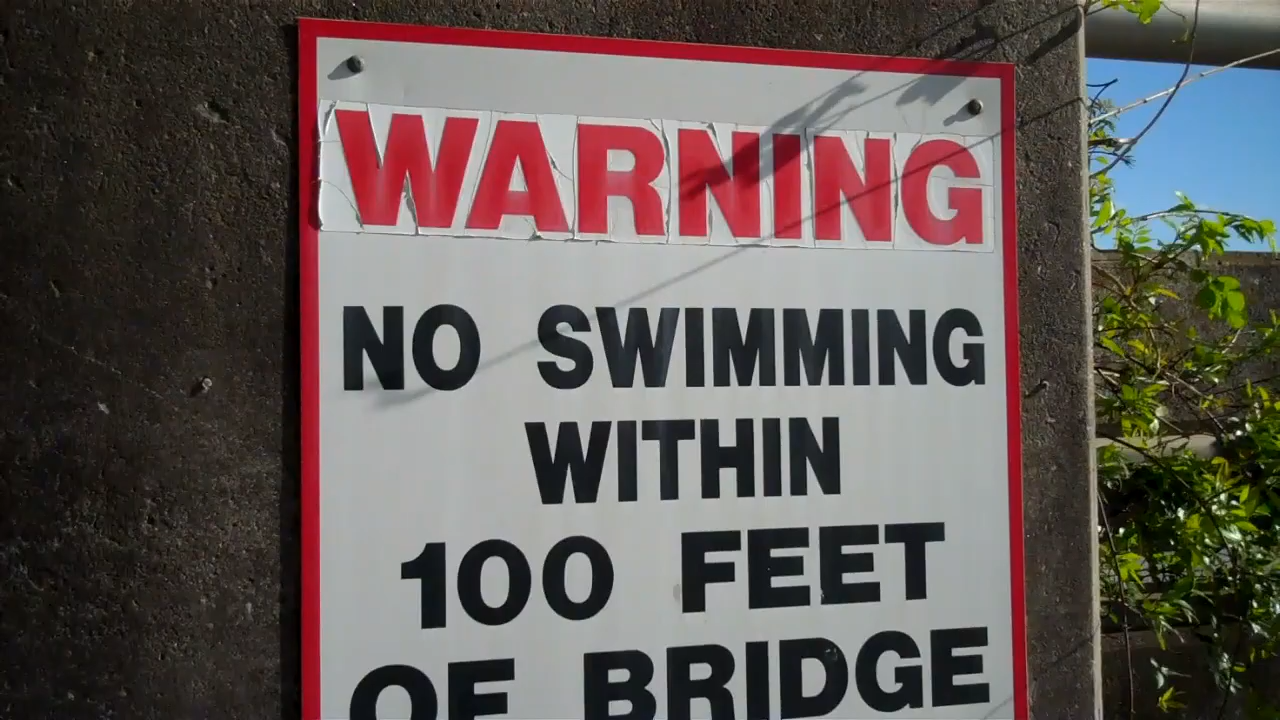 WARNING
NO SWIMMING
WITHIN
100 FEET
OF BRIDGE